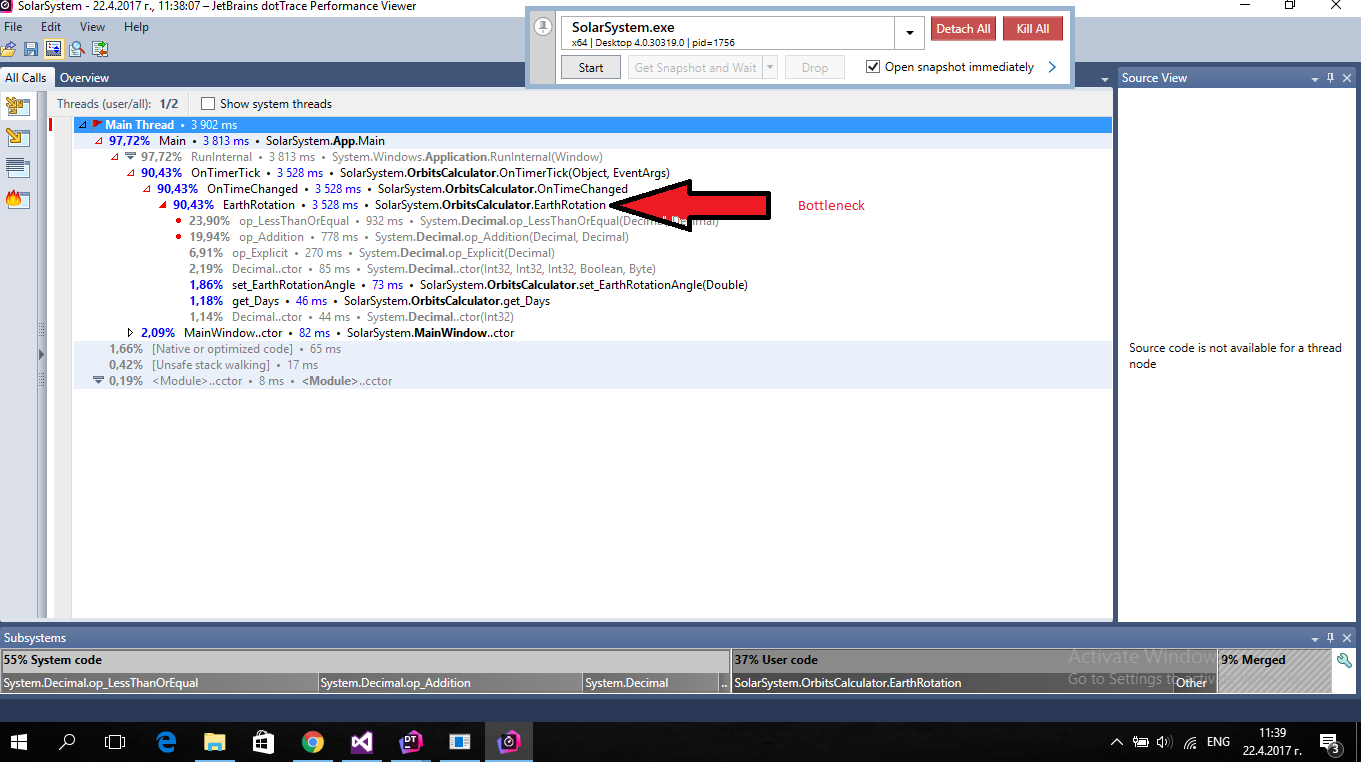 SolarSystem - 22.4.2017 г., 11:38:07 – JetBrains dotTrace Performance Viewer
File Edit View Help
SolarSystem.exe
x64 | Desktop 4.0.30319.0 | pid=1756
Detach All
Kill All
Start
Get Snapshot and Wait
Drop
Open snapshot immediately
All Calls Overview
Threads (user/all): 1/2 Show system threads
Main Thread • 3 902 ms
97,72% Main • 3 813 ms • SolarSystem.App.Main
97,72% RunInternal • 3 813 ms • System.Windows.Application.RunInternal(Window)
90,43% OnTimerTick • 3 528 ms • SolarSystem.OrbitsCalculator.OnTimerTick(Object, EventArgs)
90,43% OnTimeChanged • 3 528 ms • SolarSystem.OrbitsCalculator.OnTimeChanged
90,43% EarthRotation • 3 528 ms • SolarSystem.OrbitsCalculator.EarthRotation
Bottleneck
23,90% op_LessThanOrEqual • 932 ms • System.Decimal.op_LessThanOrEqual(Decimal, Decimal)
19,94% op_Addition • 778 ms • System.Decimal.op_Addition(Decimal, Decimal)
6,91% op_Explicit • 270 ms • System.Decimal.op_Explicit(Decimal)
2,19% Decimal..ctor • 85 ms • System.Decimal..ctor(Int32, Int32, Int32, Boolean, Byte)
1,86% set_EarthRotationAngle • 73 ms • SolarSystem.OrbitsCalculator.set_EarthRotationAngle(Double)
1,18% get_Days • 46 ms • SolarSystem.OrbitsCalculator.get_Days
1,14% Decimal..ctor • 44 ms • System.Decimal..ctor(Int32)
2,09% MainWindow..ctor • 82 ms • SolarSystem.MainWindow..ctor
1,66% [Native or optimized code] • 65 ms
0,42% [Unsafe stack walking] • 17 ms
0,19% <Module>..cctor • 8 ms • <Module>..cctor
Source View
Source code is not available for a thread
node
Subsystems
55% System code
37% User code
9% Merged
System.Decimal.op_LessThanOrEqual
System.Decimal.op_Addition
System.Decimal
..
SolarSystem.OrbitsCalculator.EarthRotation
Other
Activate Window
Go to Settings to activ
ENG
11:39
22.4.2017 г.
3